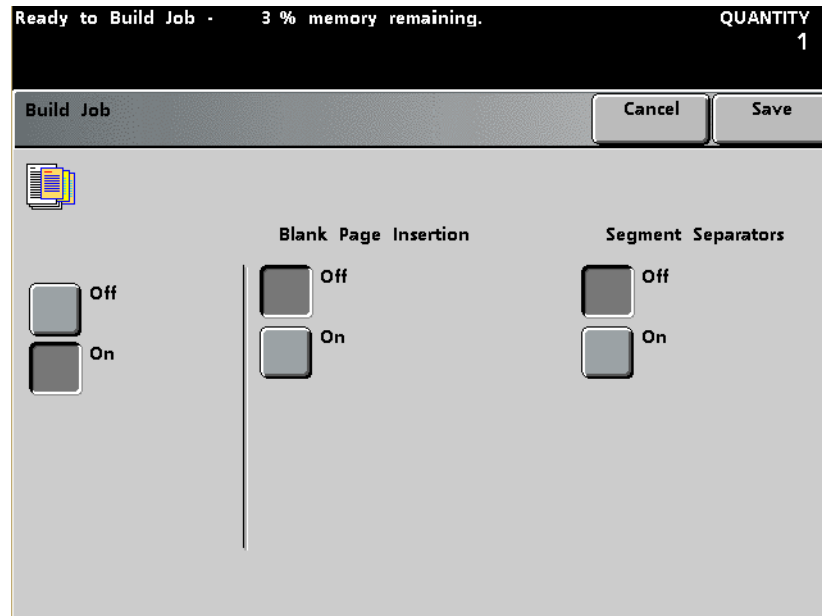 Ready to Build Job - 3 % memory remaining. QUANTITY
1
Build Job Cancel Save
Blank Page Insertion Segment Separators
Off
On
Off
On
Off
On